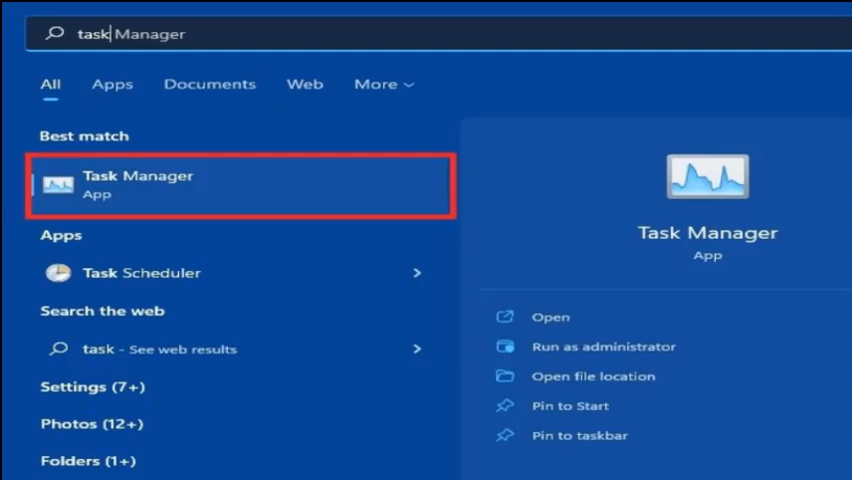 task Manager
All Apps Documents Web More
Best match
Task Manager
App
Apps
Task Scheduler
Search the web
task - See web results
Settings (7+)
Photos (12+)
Folders (1+)
Task Manager
App
Open
Run as administrator
Open file location
Pin to Start
Pin to taskbar